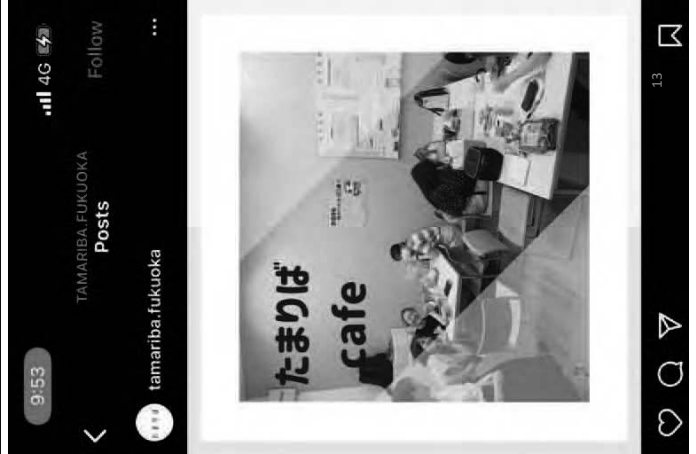 9:53
4G
TAMARIBA.FUKUOKA
Posts
Follow
tamariba.fukuoka
たまりば
cafe
13